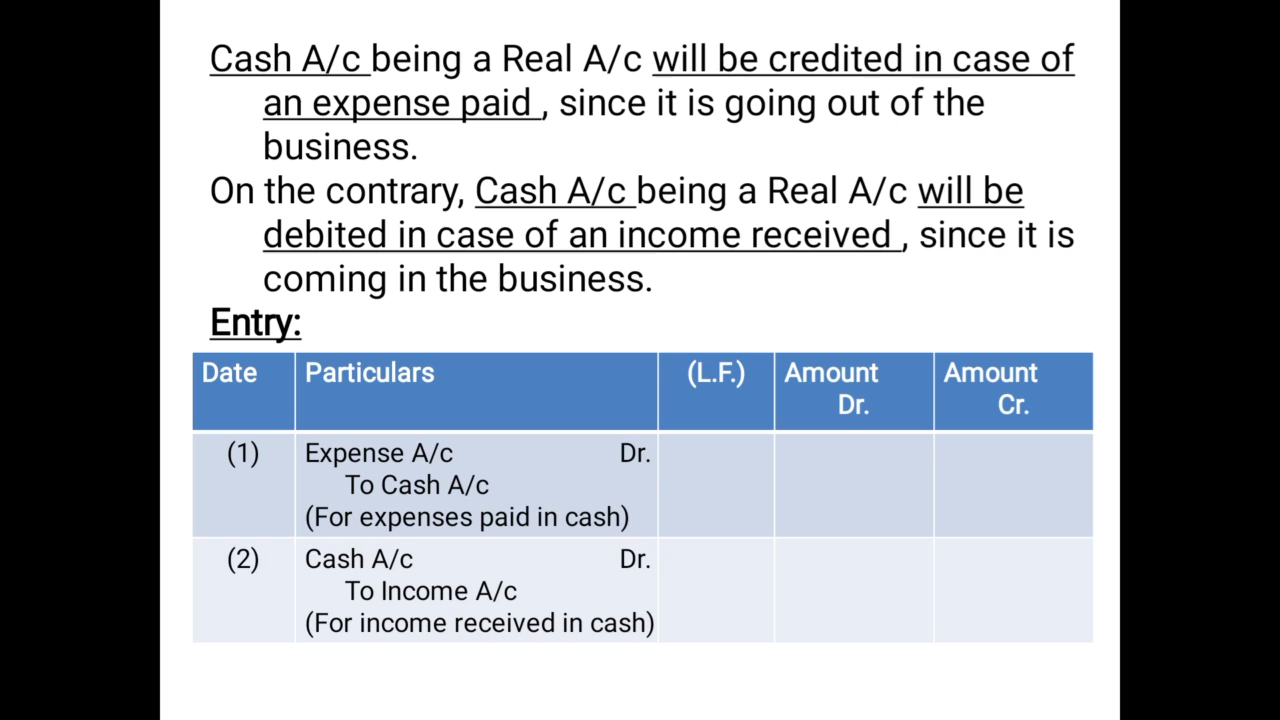 Cash A/c being a Real A/c will be credited in case of
an expense paid , since it is going out of the
business.
On the contrary, Cash A/c being a Real A/c will be
debited in case of an income received , since it is
coming in the business.
Entry:
Date Particulars (L.F.) Amount Dr. Amount Cr.
(1) Expense A/c Dr.
To Cash A/c
(For expenses paid in cash)
(2) Cash A/c Dr.
To Income A/c
(For income received in cash)